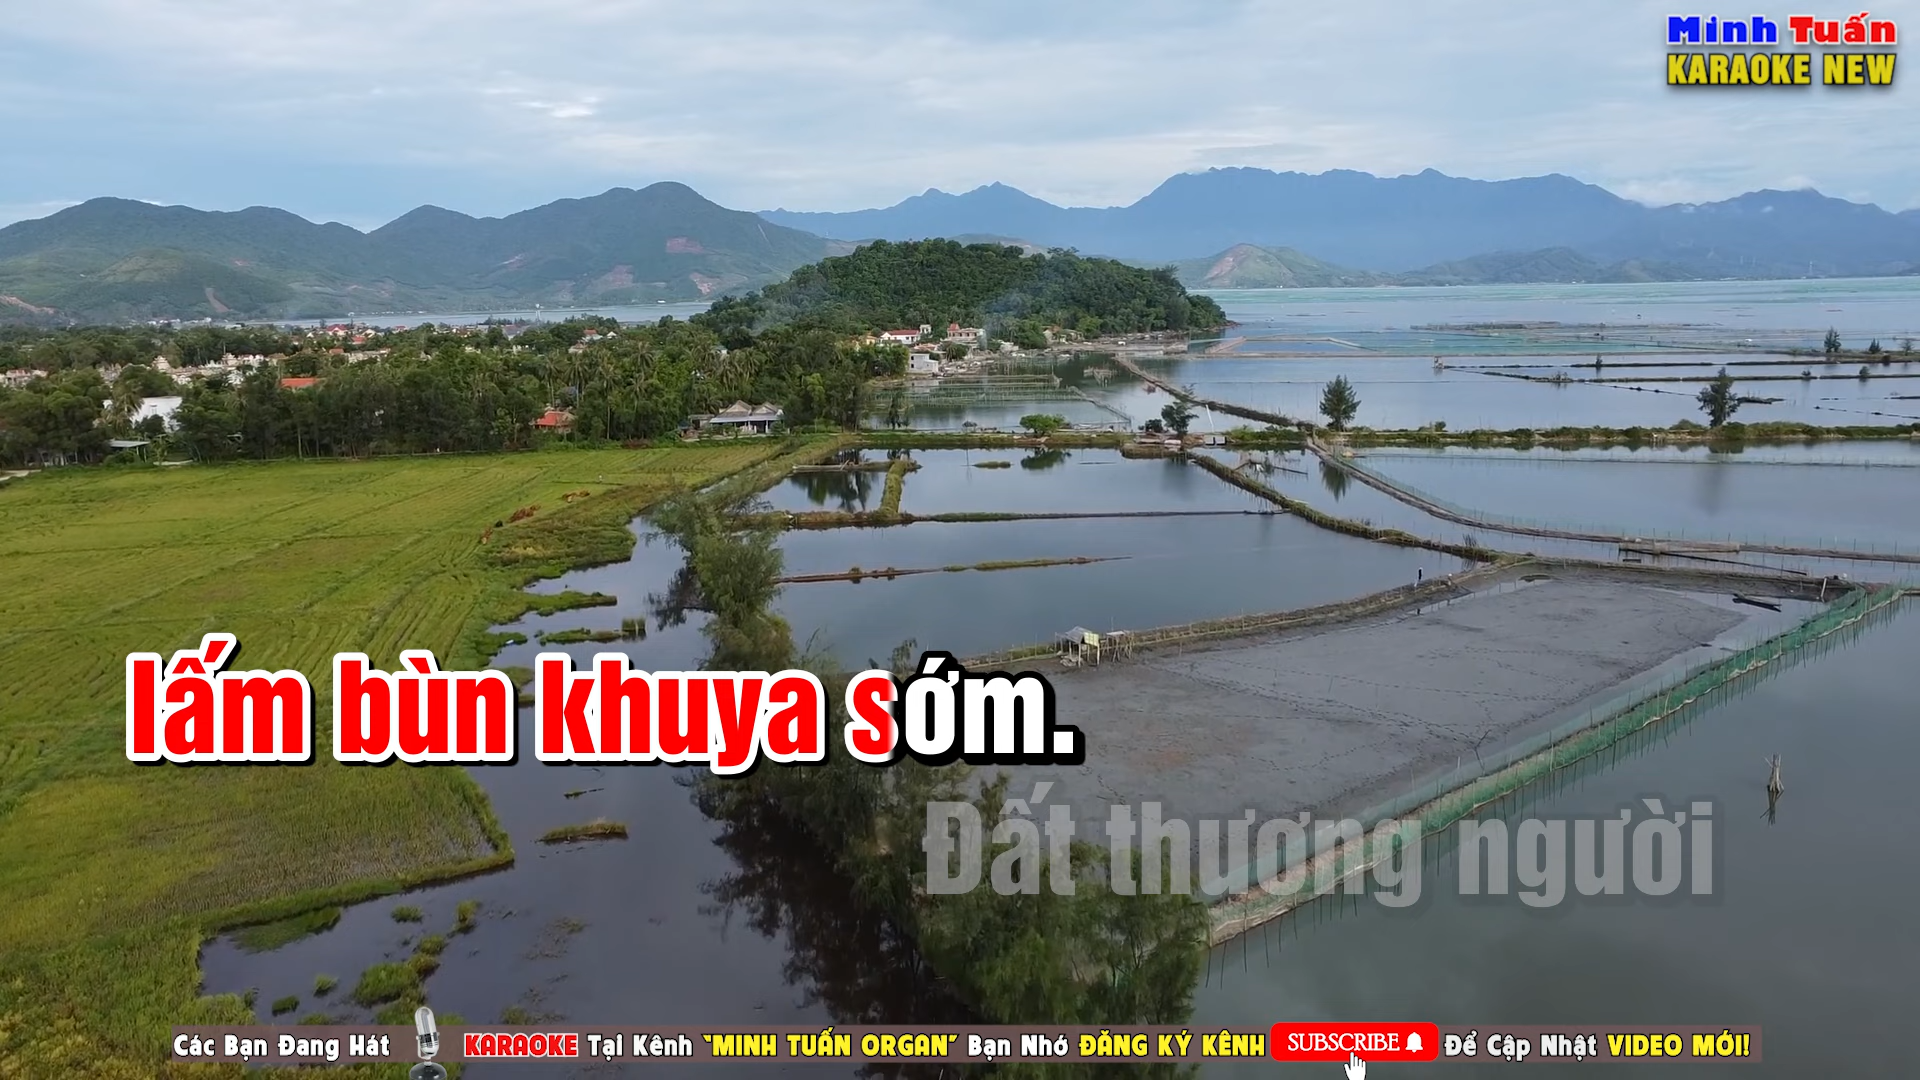 Minh Tuấn
KARAOKE NEW
lấm bùn khuya sớm.
Đất thương người
Các Bạn Đang Hát KARAOKE Tại Kênh "MINH TUẤN ORGAN" Bạn Nhớ ĐĂNG KÝ KÊNH SUBSCRIBE Để Cập Nhật VIDEO MỚI!